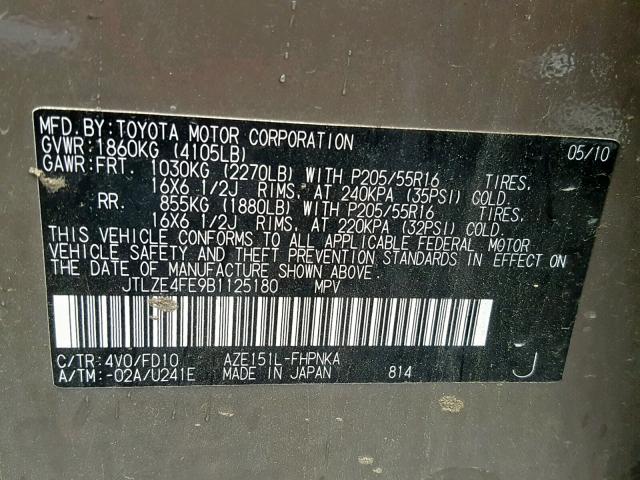 MFD.BY:TOYOTA MOTOR CORPORATION 05/10
GVWR:1860KG (4105LB)
GAWR:FRT. 1030KG (2270LB) WITH P205/55R16 TIRES,
16X6 1/2J RIMS, AT 240KPA (35PSI) COLD.
RR. 855KG (1880LB) WITH P205/55R16 TIRES,
16X6 1/2J RIMS, AT 220KPA (32PSI) COLD.
THIS VEHICLE CONFORMS TO ALL APPLICABLE FEDERAL MOTOR
VEHICLE SAFETY AND THEFT PREVENTION STANDARDS IN EFFECT ON
THE DATE OF MANUFACTURE SHOWN ABOVE.
JTLZE4FE9B1125180 MPV
C/TR:4V0/FD10 AZE151L-FHPNKA
A/TM:-02A/U241E MADE IN JAPAN 814 J